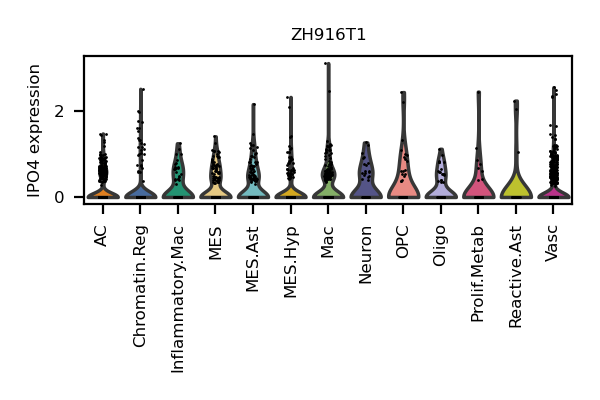 ZH916T1
IPO4 expression
2
0
AC
Chromatin.Reg
Inflammatory.Mac
MES
MES.Ast
MES.Hyp
Mac
Neuron
OPC
Oligo
Prolif.Metab
Reactive.Ast
Vasc